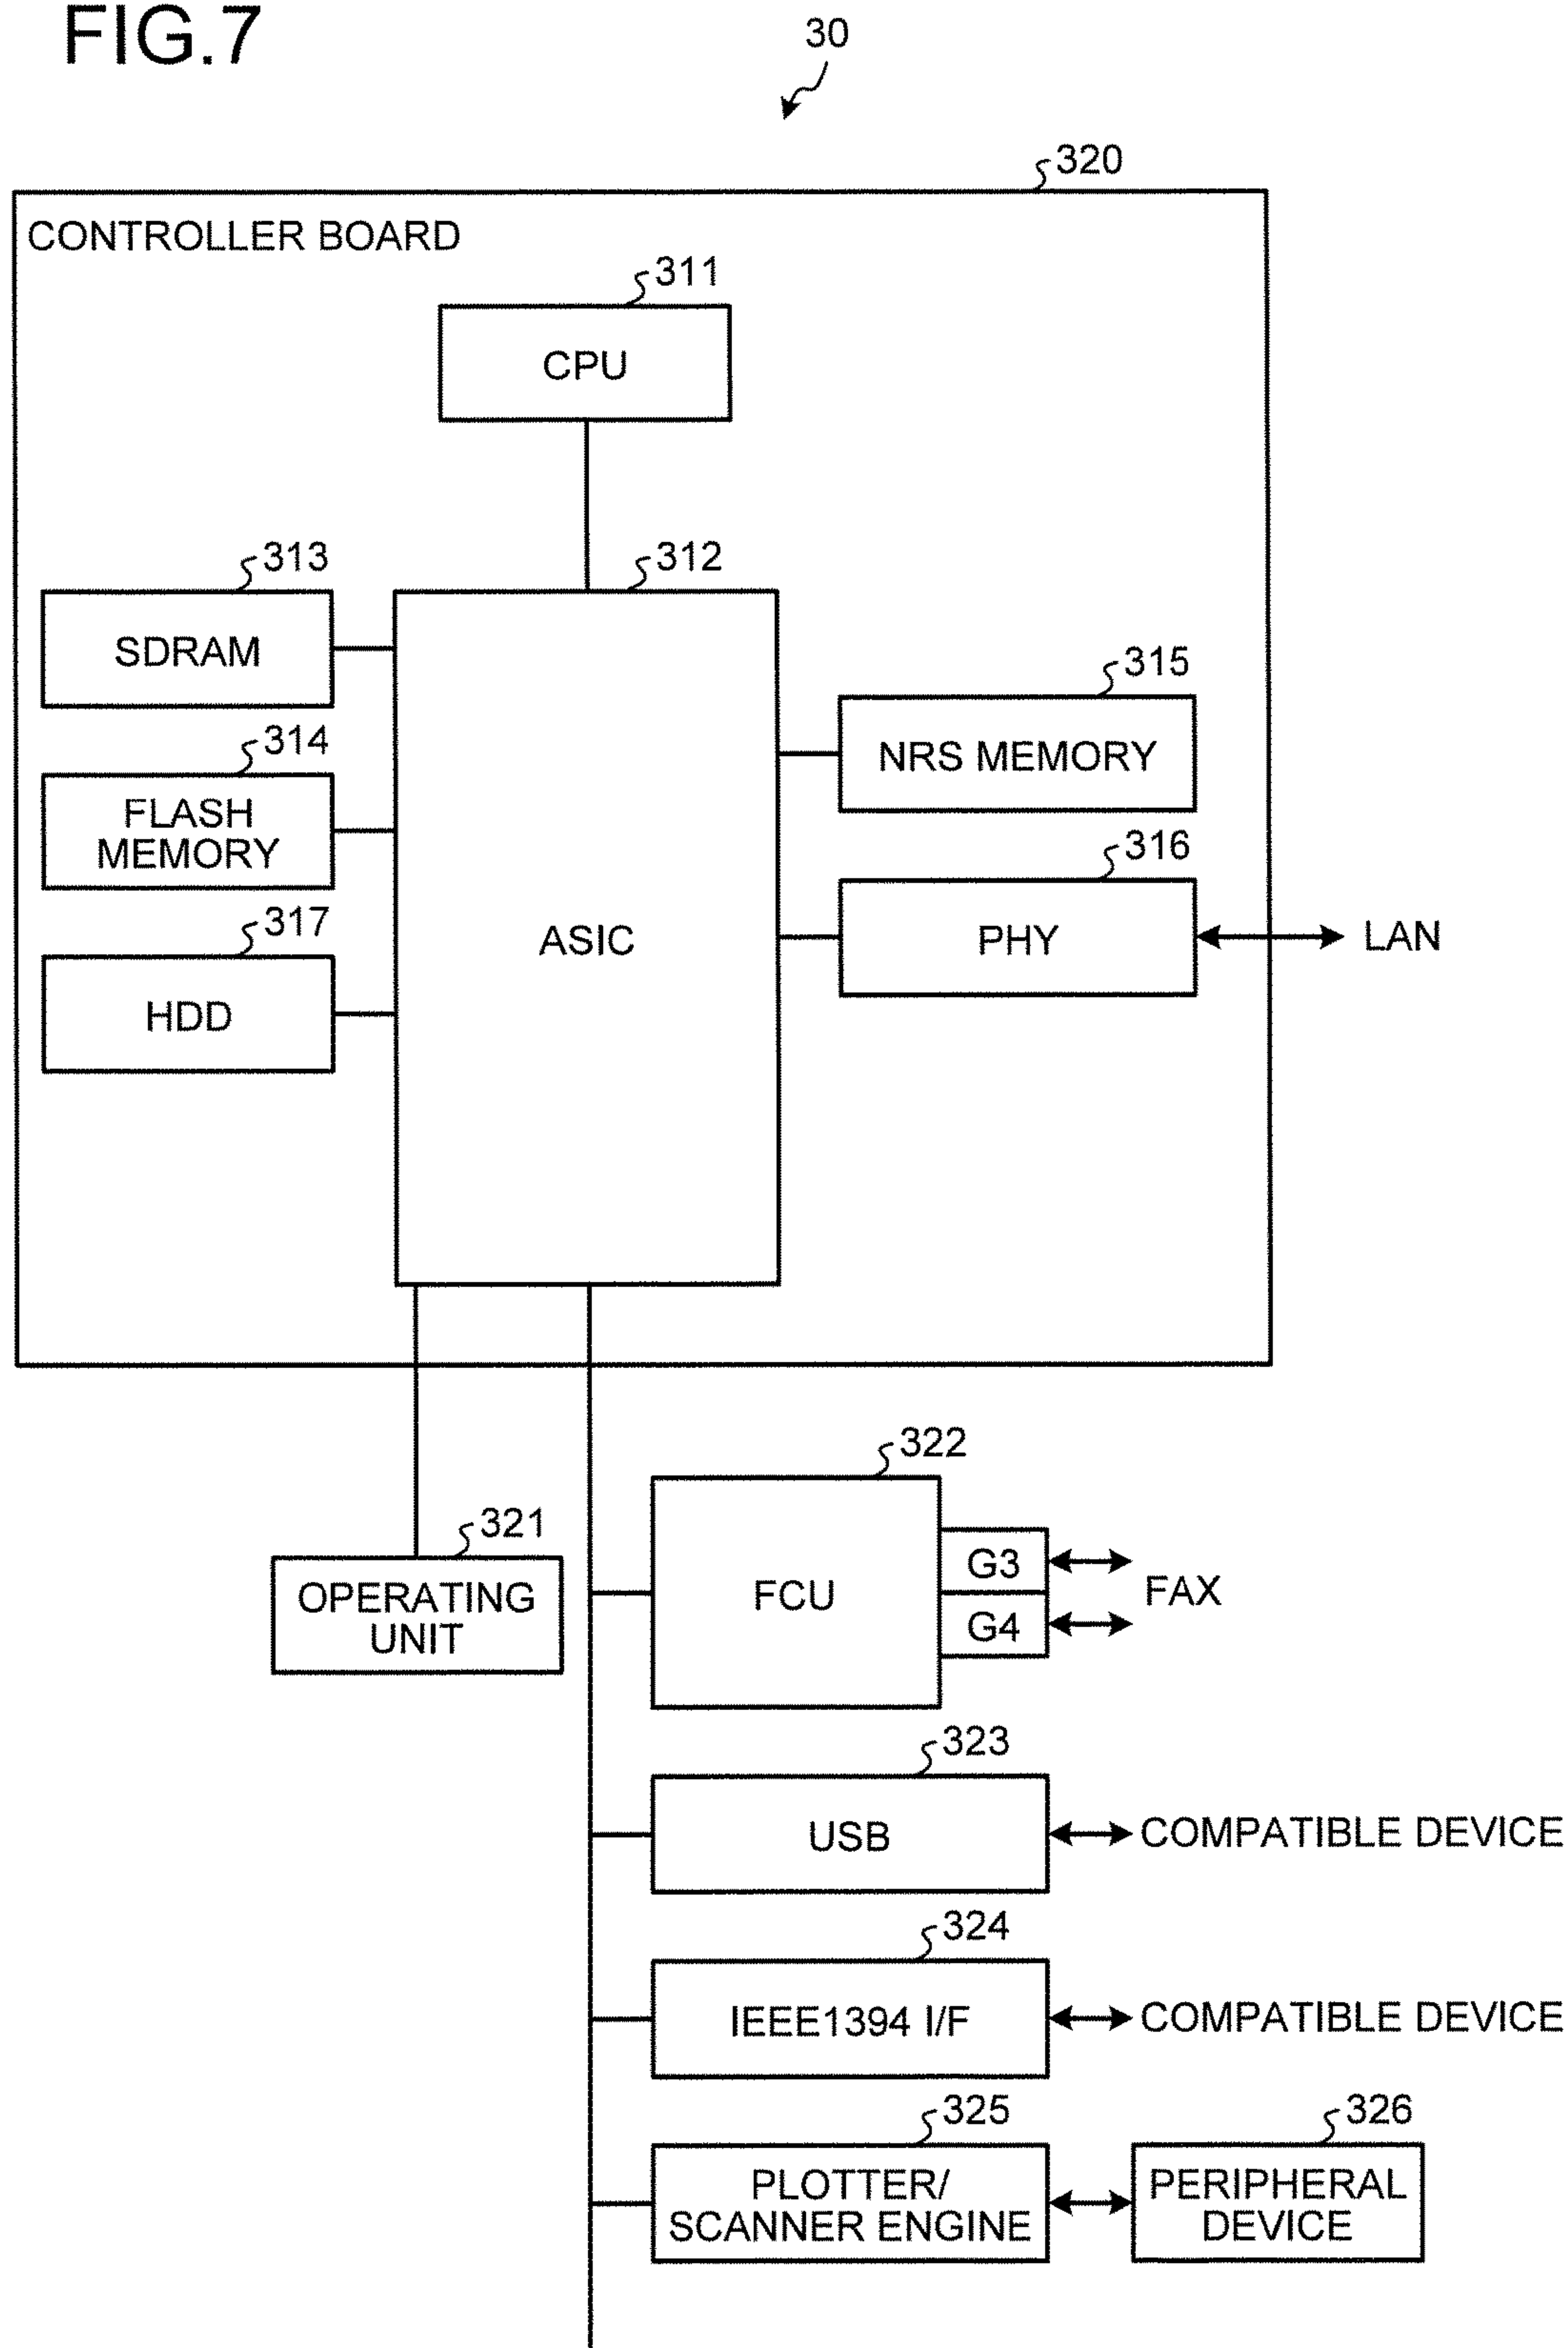 FIG.7
30
320
CONTROLLER BOARD
311
CPU
313
312
SDRAM
315
314
NRS MEMORY
FLASH
MEMORY
316
317
ASIC
PHY
LAN
HDD
322
321
G3
OPERATING
UNIT
FCU
FAX
G4
323
USB
COMPATIBLE DEVICE
324
IEEE1394 I/F
COMPATIBLE DEVICE
325
326
PLOTTER/
SCANNER ENGINE
PERIPHERAL
DEVICE